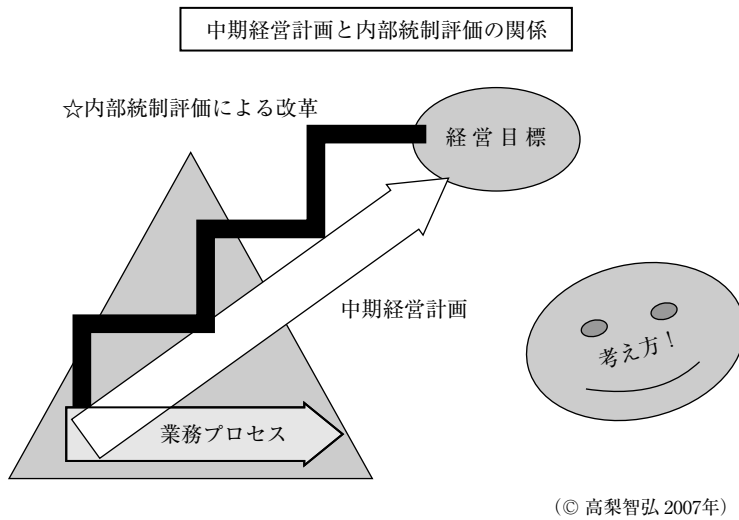 中期経営計画と内部統制評価の関係
☆内部統制評価による改革
経営目標
中期経営計画
考え方！
業務プロセス
（© 高梨智弘 2007年）